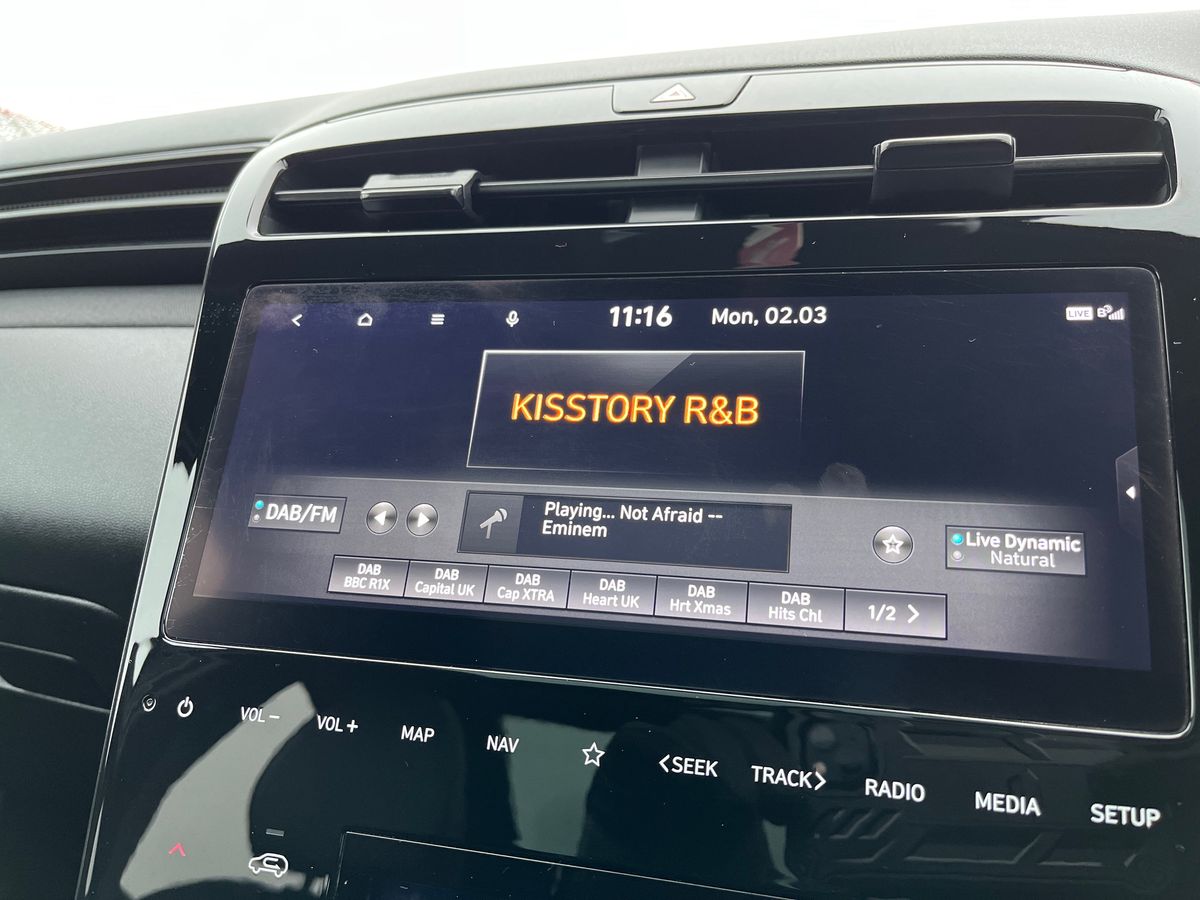 11:16 Mon, 02.03
LIVE
KISSTORY R&B
DAB/FM
Playing... Not Afraid --
Eminem
Live Dynamic
Natural
DAB
BBC R1X
DAB
Capital UK
DAB
Cap XTRA
DAB
Heart UK
DAB
Hrt Xmas
DAB
Hits Chl
1/2 >
VOL− VOL+ MAP NAV <SEEK TRACK> RADIO MEDIA SETUP